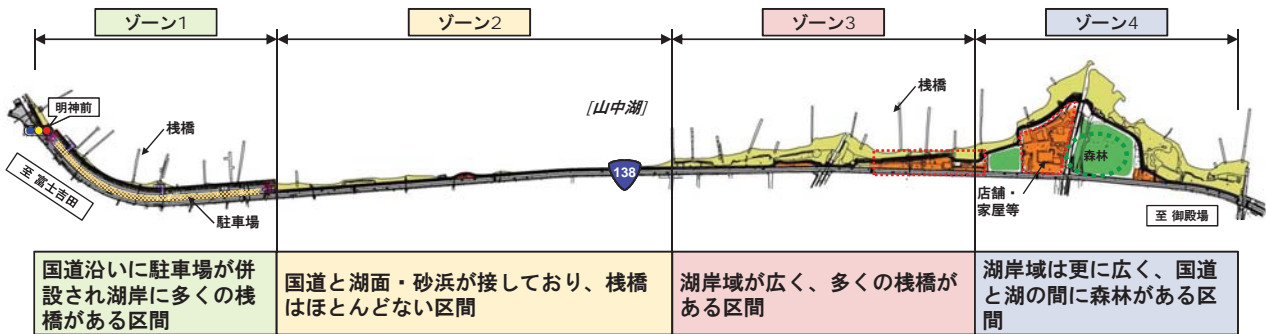 ゾーン1
ゾーン2
ゾーン3
ゾーン4
明神前
桟橋
[山中湖]
桟橋
138
森林
至 富士吉田
駐車場
店舗・
家屋等
至 御殿場
国道沿いに駐車場が併
設され湖岸に多くの桟
橋がある区間
国道と湖面・砂浜が接しており、桟橋
はほとんどない区間
湖岸域が広く、多くの桟橋が
ある区間
湖岸域は更に広く、国道
と湖の間に森林がある区
間